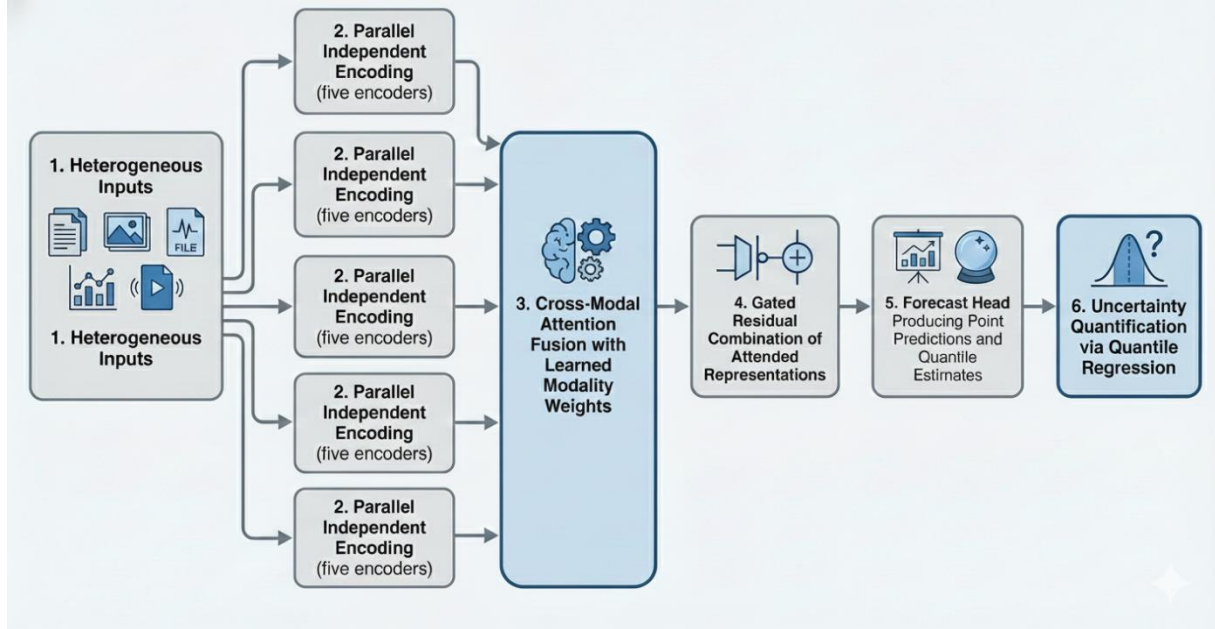 1. Heterogeneous
Inputs
FILE
1. Heterogeneous
Inputs
2. Parallel
Independent
Encoding
(five encoders)
2. Parallel
Independent
Encoding
(five encoders)
2. Parallel
Independent
Encoding
(five encoders)
2. Parallel
Independent
Encoding
(five encoders)
2. Parallel
Independent
Encoding
(five encoders)
3. Cross-Modal
Attention
Fusion with
Learned
Modality
Weights
4. Gated
Residual
Combination of
Attended
Representations
5. Forecast Head
Producing Point
Predictions and
Quantile
Estimates
?
6. Uncertainty
Quantification
via Quantile
Regression